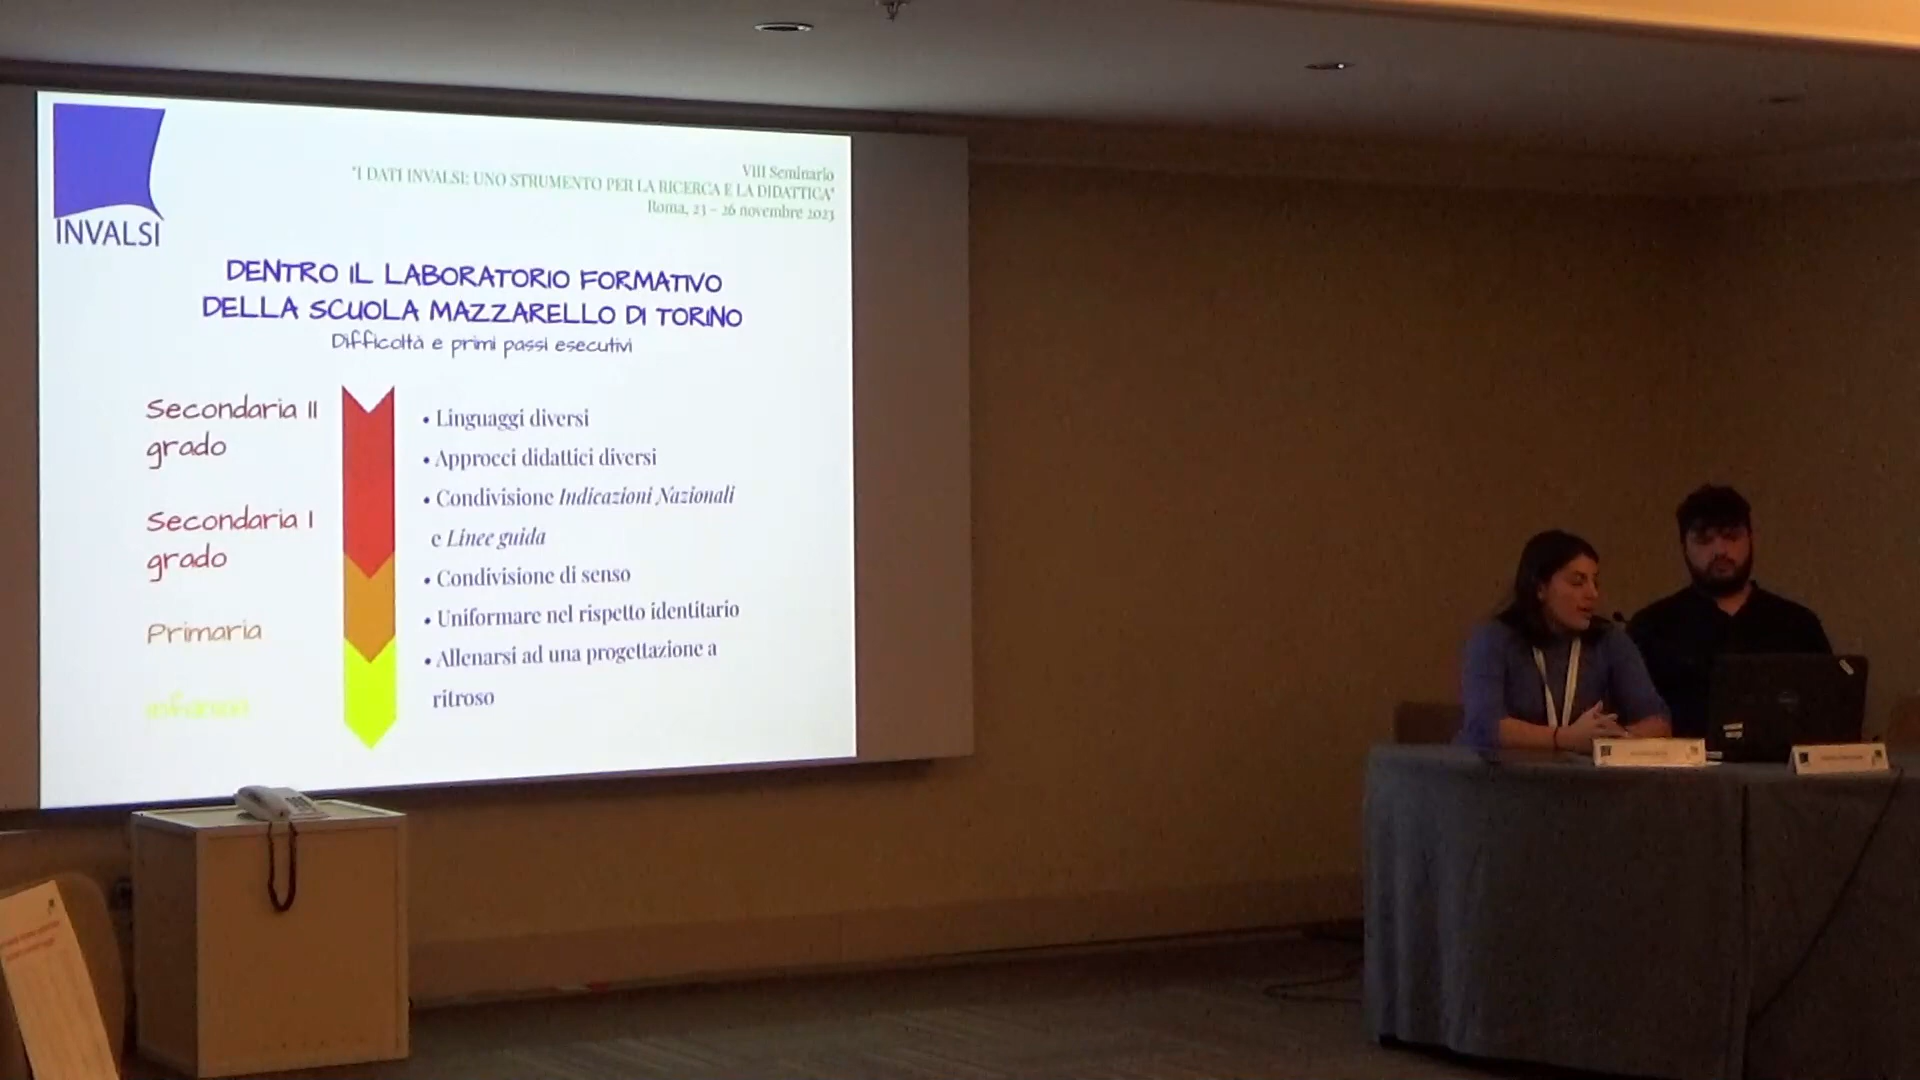 INVALSI
VIII Seminario
"I DATI INVALSI: UNO STRUMENTO PER LA RICERCA E LA DIDATTICA"
Roma, 23 - 26 novembre 2023
DENTRO IL LABORATORIO FORMATIVO
DELLA SCUOLA MAZZARELLO DI TORINO
Difficoltà e primi passi esecutivi
Secondaria II
grado
Secondaria I
grado
Primaria
Infanzia
• Linguaggi diversi
• Approcci didattici diversi
• Condivisione Indicazioni Nazionali
e Linee guida
• Condivisione di senso
• Uniformare nel rispetto identitario
• Allenarsi ad una progettazione a
ritroso